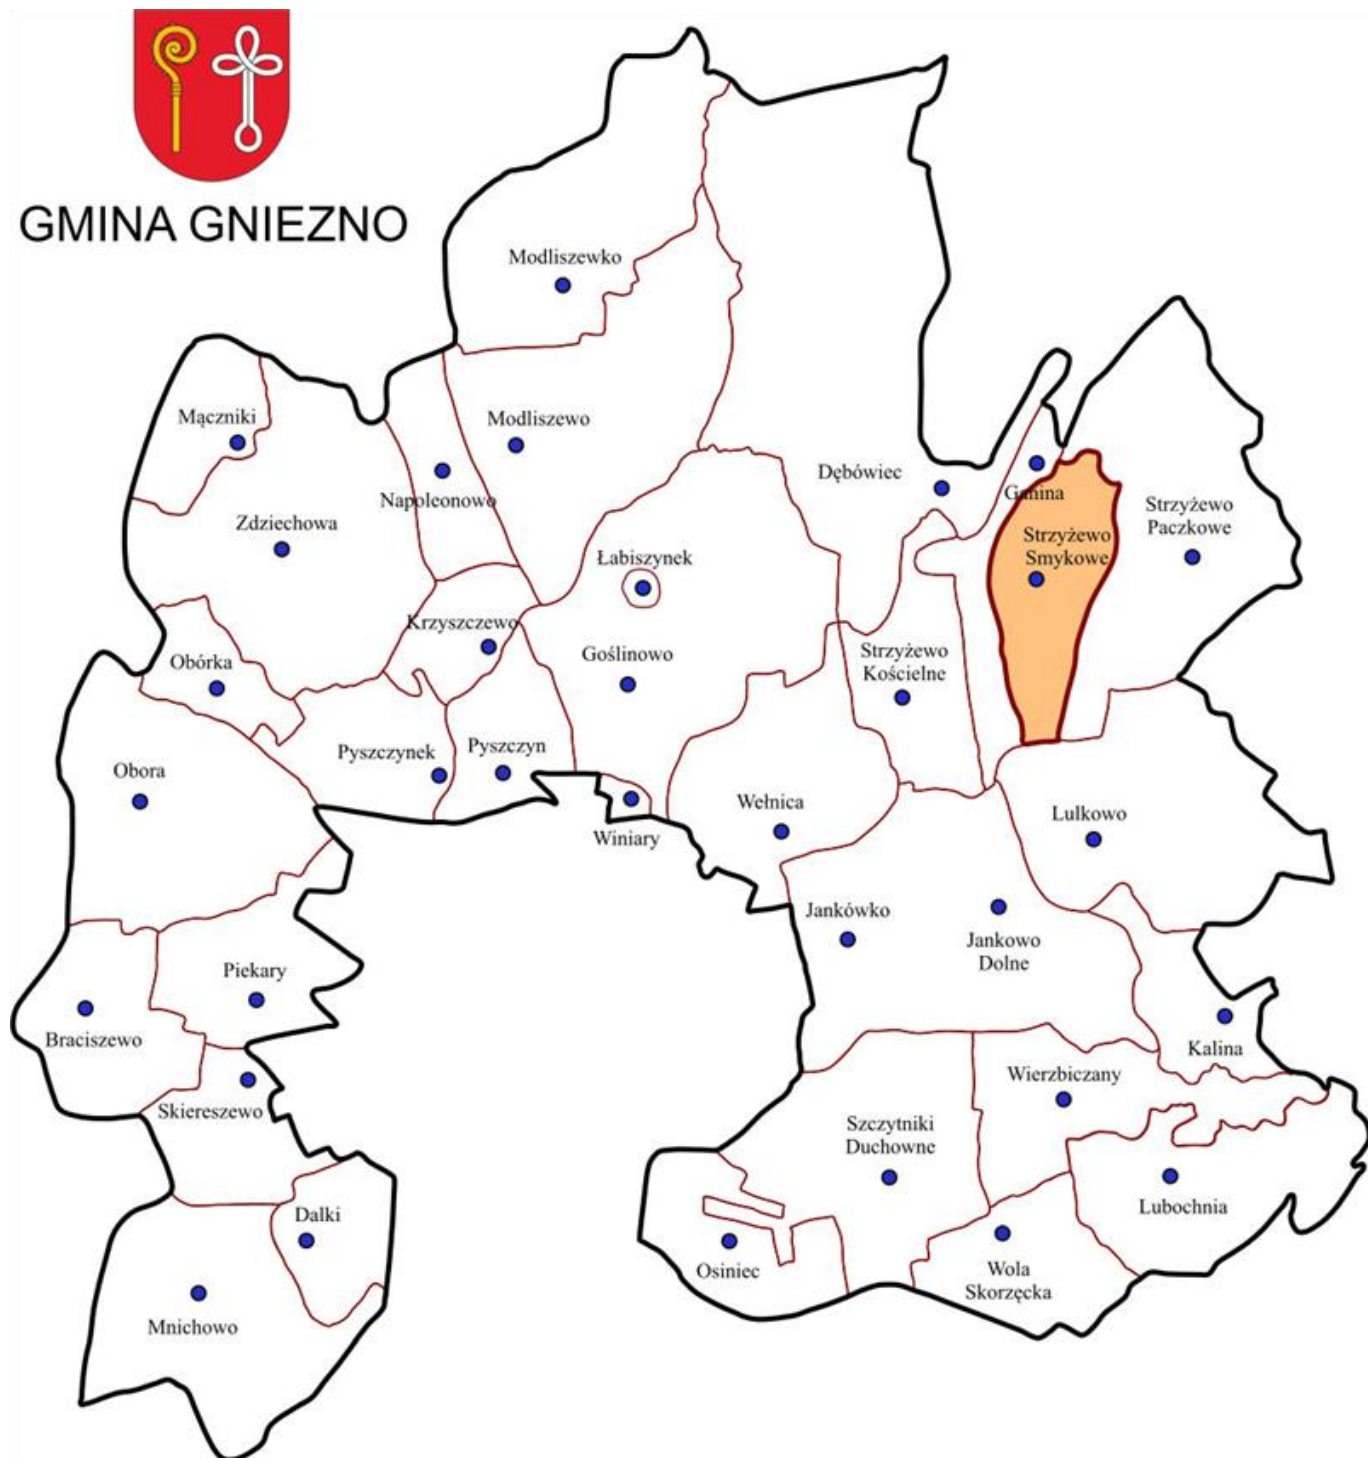 GMINA GNIEZNO
Modliszewko
Mączniki
Modliszewo
Napoleonowo
Dębówiec
Ganina
Zdziechowa
Strzyżewo
Paczkowe
Strzyżewo
Smykowe
Łabiszynek
Krzyszczewo
Goślinowo
Strzyżewo
Kościelne
Obórka
Pyszczynek
Pyszczyn
Obora
Winiary
Wełnica
Lulkowo
Jankówko
Jankowo
Dolne
Piekary
Braciszewo
Kalina
Skiereszewo
Wierzbiczany
Szczytniki
Duchowne
Lubochnia
Dalki
Osiniec
Wola
Skorzęcka
Mnichowo